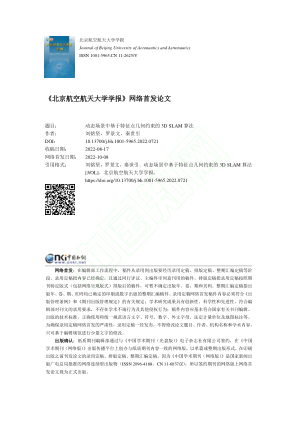 北京航空航天大学学报
Journal of Beijing University of Aeronautics and Astronautics
ISSN 1001-5965,CN 11-2625/V
《北京航空航天大学学报》网络首发论文
题目： 动态场景中基于特征点几何约束的 3D SLAM 算法
作者： 罗景文，秦世引
DOI： 10.13700/j.bh.1001-5965.2022.0721
收稿日期： 2022-08-17
网络首发日期： 2022-10-09
引用格式： 罗景文，秦世引．动态场景中基于特征点几何约束的 3D SLAM 算法
[J/OL]．北京航空航天大学学报.
https://doi.org/10.13700/j.bh.1001-5965.2022.0721
cnki 中国知网
www.cnki.net
网络首发：在编辑部工作流程中，稿件从录用到出版要经历录用定稿、排版定稿、整期汇编定稿等阶
段。录用定稿指内容已经确定，且通过同行评议、主编终审同意刊用的稿件。排版定稿指录用定稿按照期
刊特定版式（包括网络呈现版式）排版后的稿件，可暂不确定出版年、卷、期和页码。整期汇编定稿指出
版年、卷、期、页码均已确定的印刷或数字出版的整期汇编稿件。录用定稿网络首发稿件内容必须符合《出
版管理条例》和《期刊出版管理规定》的有关规定；学术研究成果具有创新性、科学性和先进性，符合编
辑部对刊文的录用要求，不存在学术不端行为及其他侵权行为；稿件内容应基本符合国家有关书刊编辑、
出版的技术标准，正确使用和统一规范语言文字、符号、数字、外文字母、法定计量单位及地图标注等。
为确保录用定稿网络首发的严肃性，录用定稿一经发布，不得修改论文题目、作者、机构名称和学术内容，
只可基于编辑规范进行少量文字的修改。
出版确认：纸质期刊编辑部通过与《中国学术期刊（光盘版）》电子杂志社有限公司签约，在《中国
学术期刊（网络版）》出版传播平台上创办与纸质期刊内容一致的网络版，以单篇或整期出版形式，在印刷
出版之前刊发论文的录用定稿、排版定稿、整期汇编定稿。因为《中国学术期刊（网络版）》是国家新闻出
版广电总局批准的网络连续型出版物（ISSN 2096-4188，CN 11-6037/Z），所以签约期刊的网络版上网络首发
论文视为正式出版。